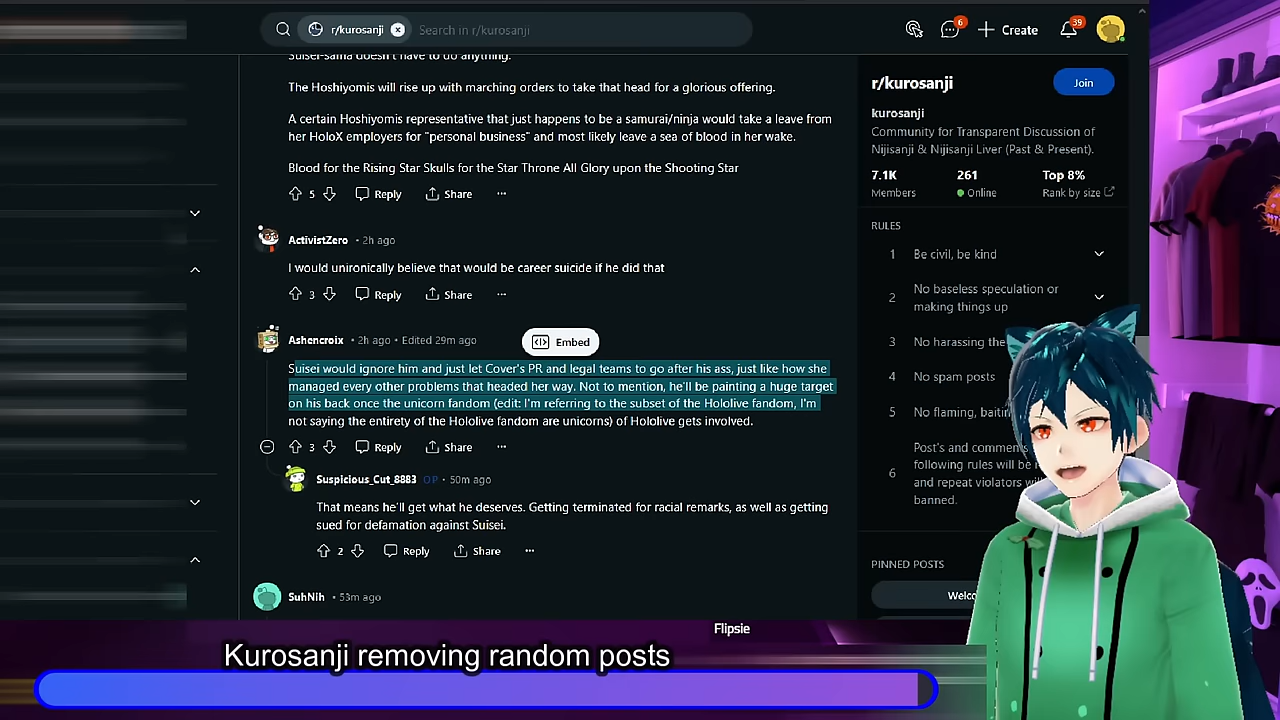 r/kurosanji
Search in r/kurosanji
6
Create
39
Suisei-sama doesn't have to do anything.
The Hoshiyomis will rise up with marching orders to take that head for a glorious offering.
A certain Hoshiyomis representative that just happens to be a samurai/ninja would take a leave from
her HoloX employers for "personal business" and most likely leave a sea of blood in her wake.
Blood for the Rising Star Skulls for the Star Throne All Glory upon the Shooting Star
5 Reply Share ...
ActivistZero • 2h ago
I would unironically believe that would be career suicide if he did that
3 Reply Share ...
Ashencroix • 2h ago • Edited 29m ago
Embed
Suisei would ignore him and just let Cover's PR and legal teams to go after his ass, just like how she
managed every other problems that headed her way. Not to mention, he'll be painting a huge target
on his back once the unicorn fandom (edit: I'm referring to the subset of the Hololive fandom, I'm
not saying the entirety of the Hololive fandom are unicorns) of Hololive gets involved.
3 Reply Share ...
Suspicious_Cut_8883 OP • 50m ago
That means he'll get what he deserves. Getting terminated for racial remarks, as well as getting
sued for defamation against Suisei.
2 Reply Share ...
SuhNih • 53m ago
r/kurosanji
Join
kurosanji
Community for Transparent Discussion of
Nijisanji & Nijisanji Liver (Past & Present).
7.1K 261 Top 8%
Members Online Rank by size
RULES
1 Be civil, be kind
2 No baseless speculation or
making things up
3 No harassing the
4 No spam posts
5 No flaming, baitin
6 Post's and comment
following rules will be
and repeat violators wi
banned.
PINNED POSTS
Welco
Flipsie
Kurosanji removing random posts